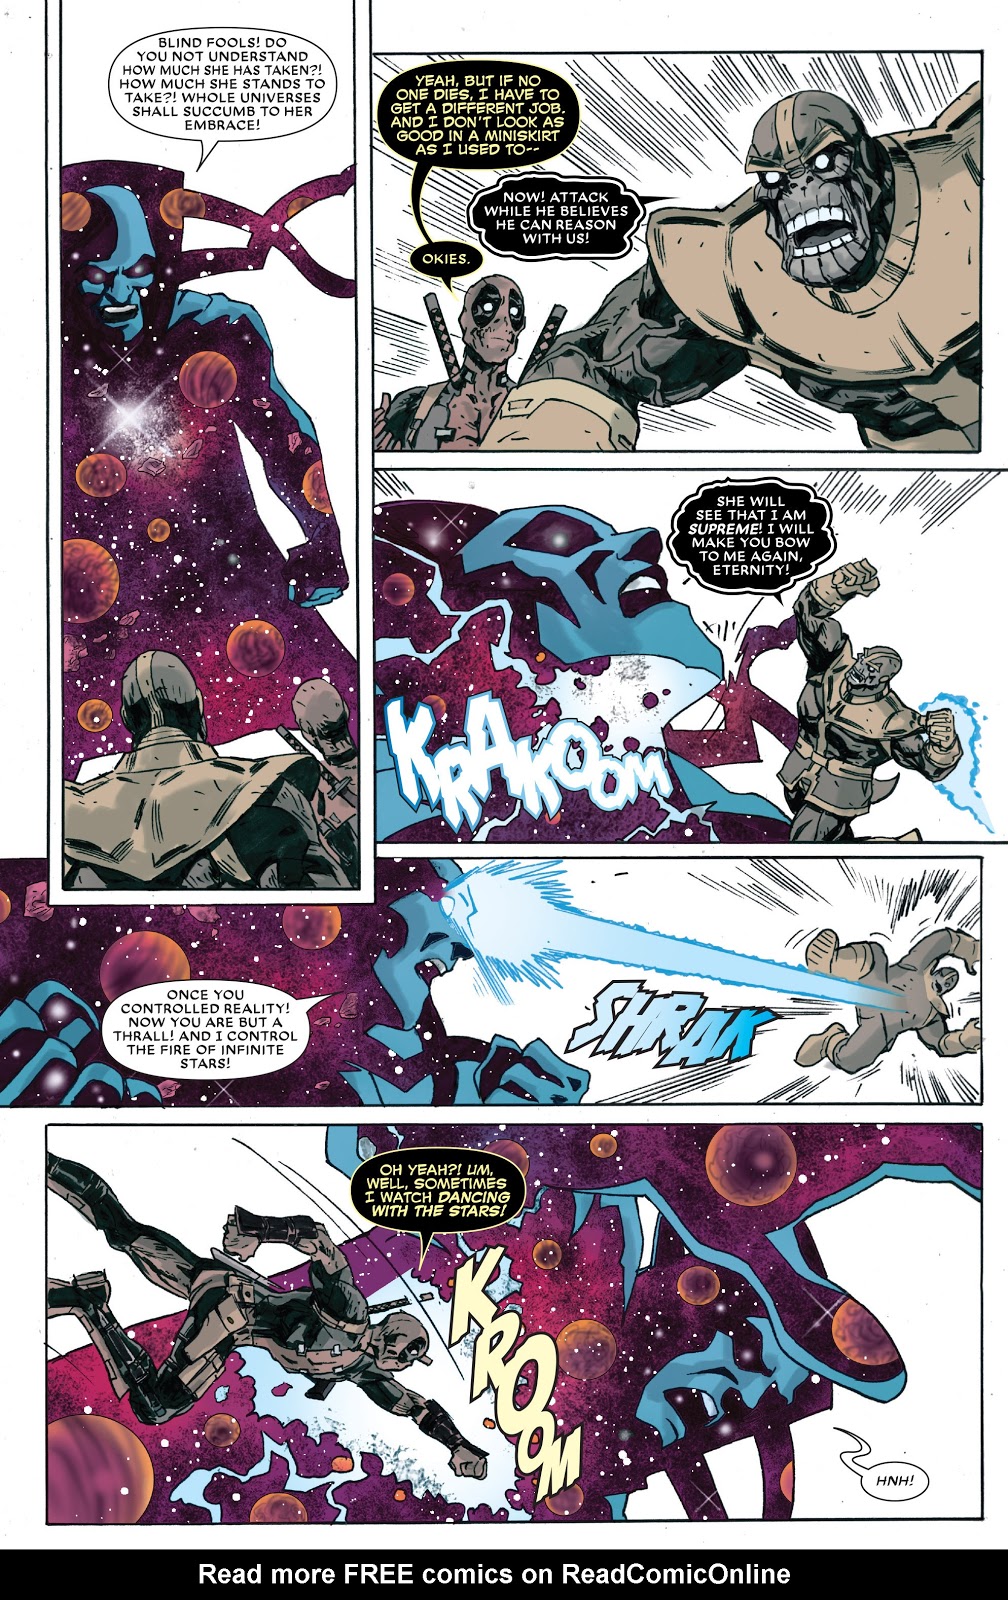 BLIND FOOLS! DO
YOU NOT UNDERSTAND
HOW MUCH SHE HAS TAKEN?!
HOW MUCH SHE STANDS TO
TAKE?! WHOLE UNIVERSES
SHALL SUCCUMB TO HER
EMBRACE!
YEAH, BUT IF NO
ONE DIES, I HAVE TO
GET A DIFFERENT JOB.
AND I DON'T LOOK AS
GOOD IN A MINISKIRT
AS I USED TO--
NOW! ATTACK
WHILE HE BELIEVES
HE CAN REASON
WITH US!
OKIES.
SHE WILL
SEE THAT I AM
SUPREME! I WILL
MAKE YOU BOW
TO ME AGAIN,
ETERNITY!
KRAKOOM
ONCE YOU
CONTROLLED REALITY!
NOW YOU ARE BUT A
THRALL! AND I CONTROL
THE FIRE OF INFINITE
STARS!
SHRAK
OH YEAH?! UM,
WELL, SOMETIMES
I WATCH DANCING
WITH THE STARS!
KROOM
HNH!
Read more FREE comics on ReadComicOnline